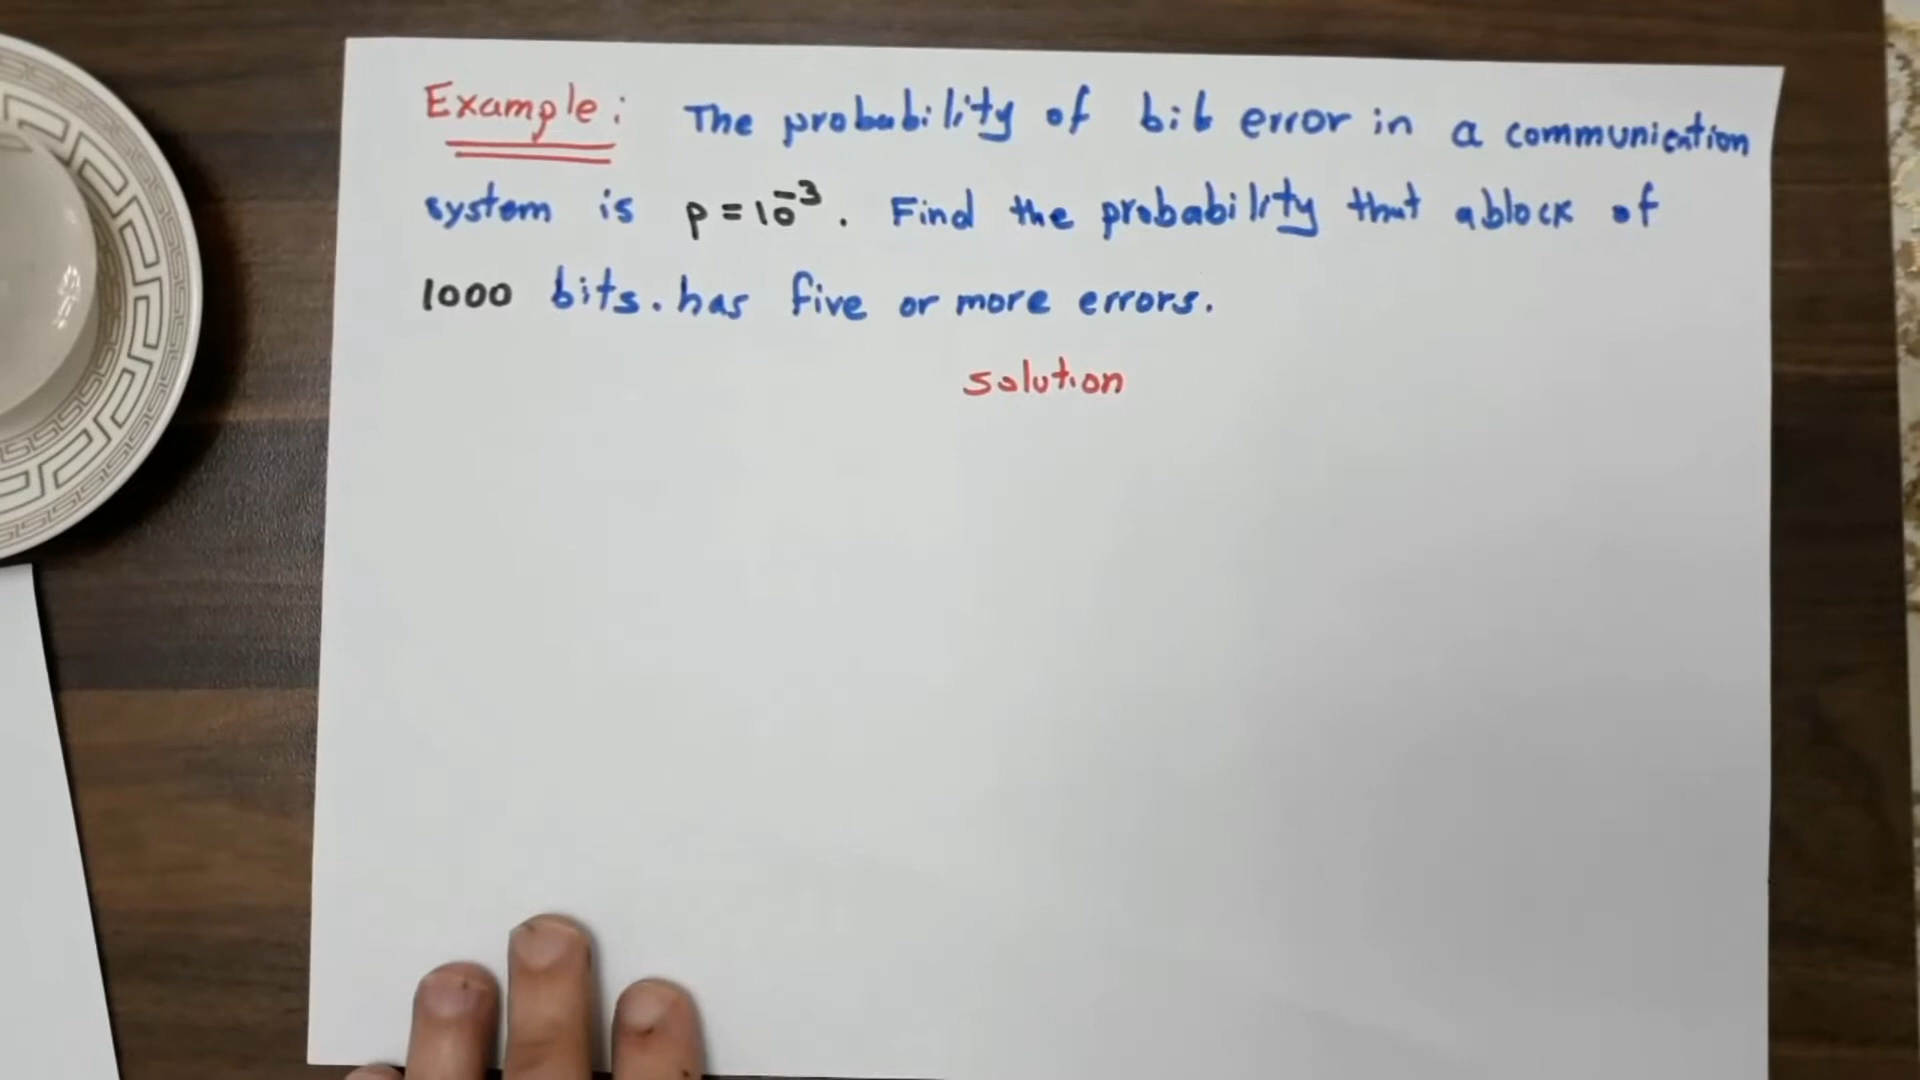 Example: The probability of bit error in a communication
system is p = 10⁻³. Find the probability that a block of
1000 bits. has five or more errors.
solution